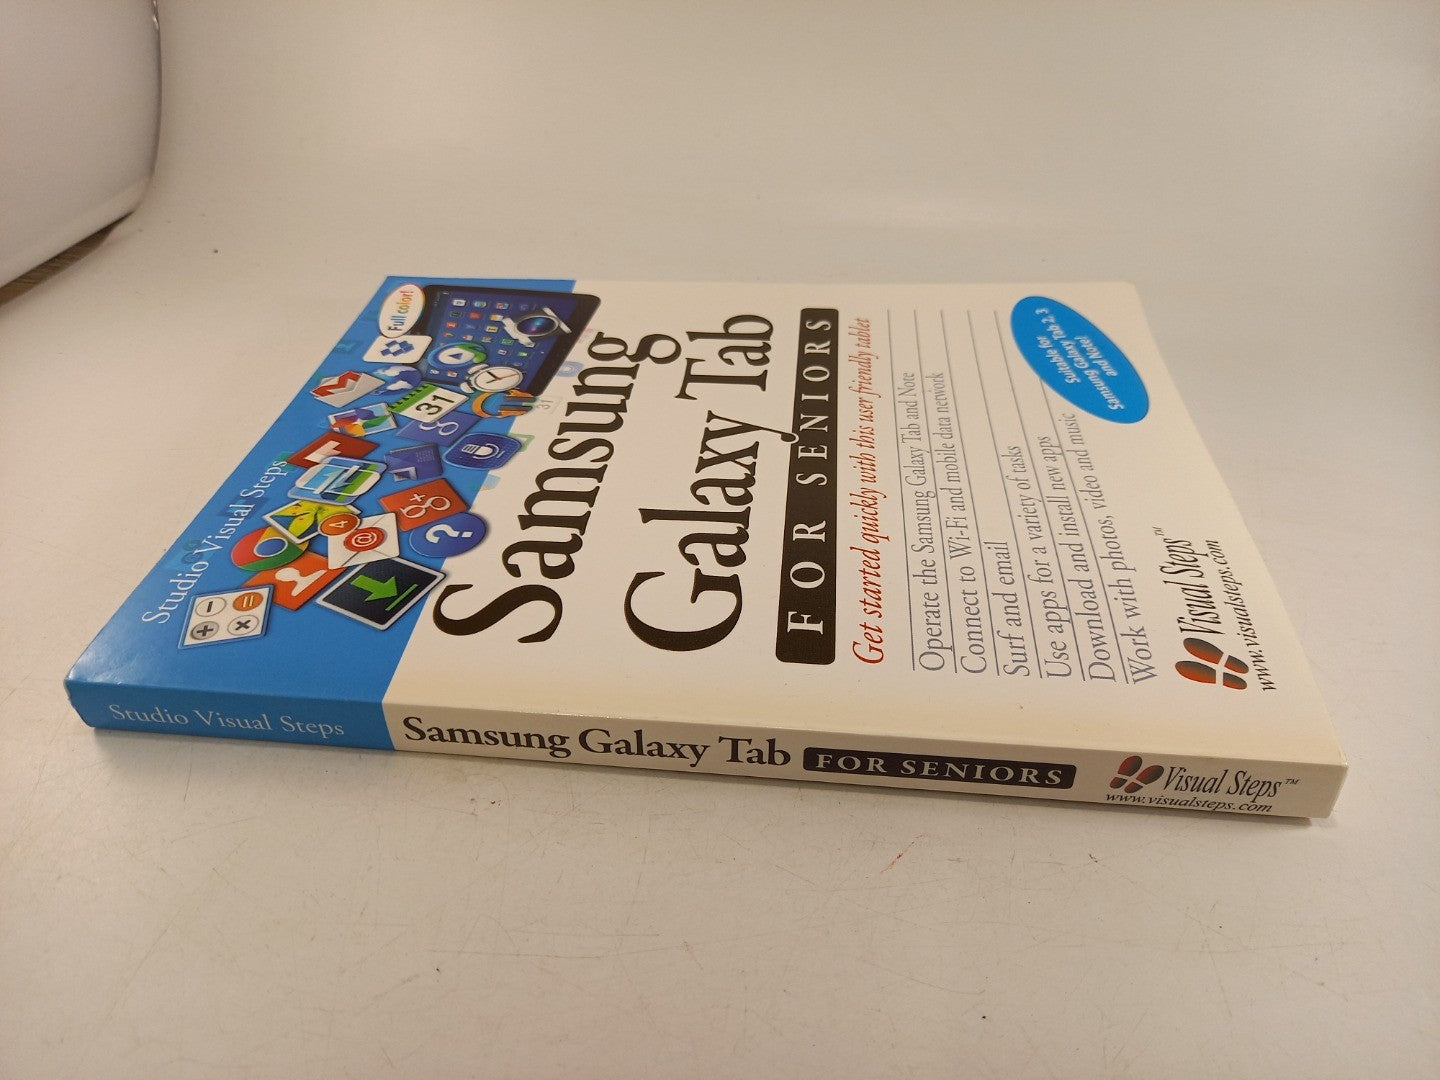 Studio Visual Steps
Full color!
31
4
Samsung
Galaxy Tab
FOR SENIORS
Get started quickly with this user friendly tablet
Operate the Samsung Galaxy Tab and Note
Connect to Wi-Fi and mobile data network
Surf and email
Use apps for a variety of tasks
Download and install new apps
Work with photos, video and music
Suitable for
Samsung Galaxy Tab 2, 3
and Note!
Visual Steps™
www.visualsteps.com
Studio Visual Steps
Samsung Galaxy Tab FOR SENIORS
Visual Steps™
www.visualsteps.com